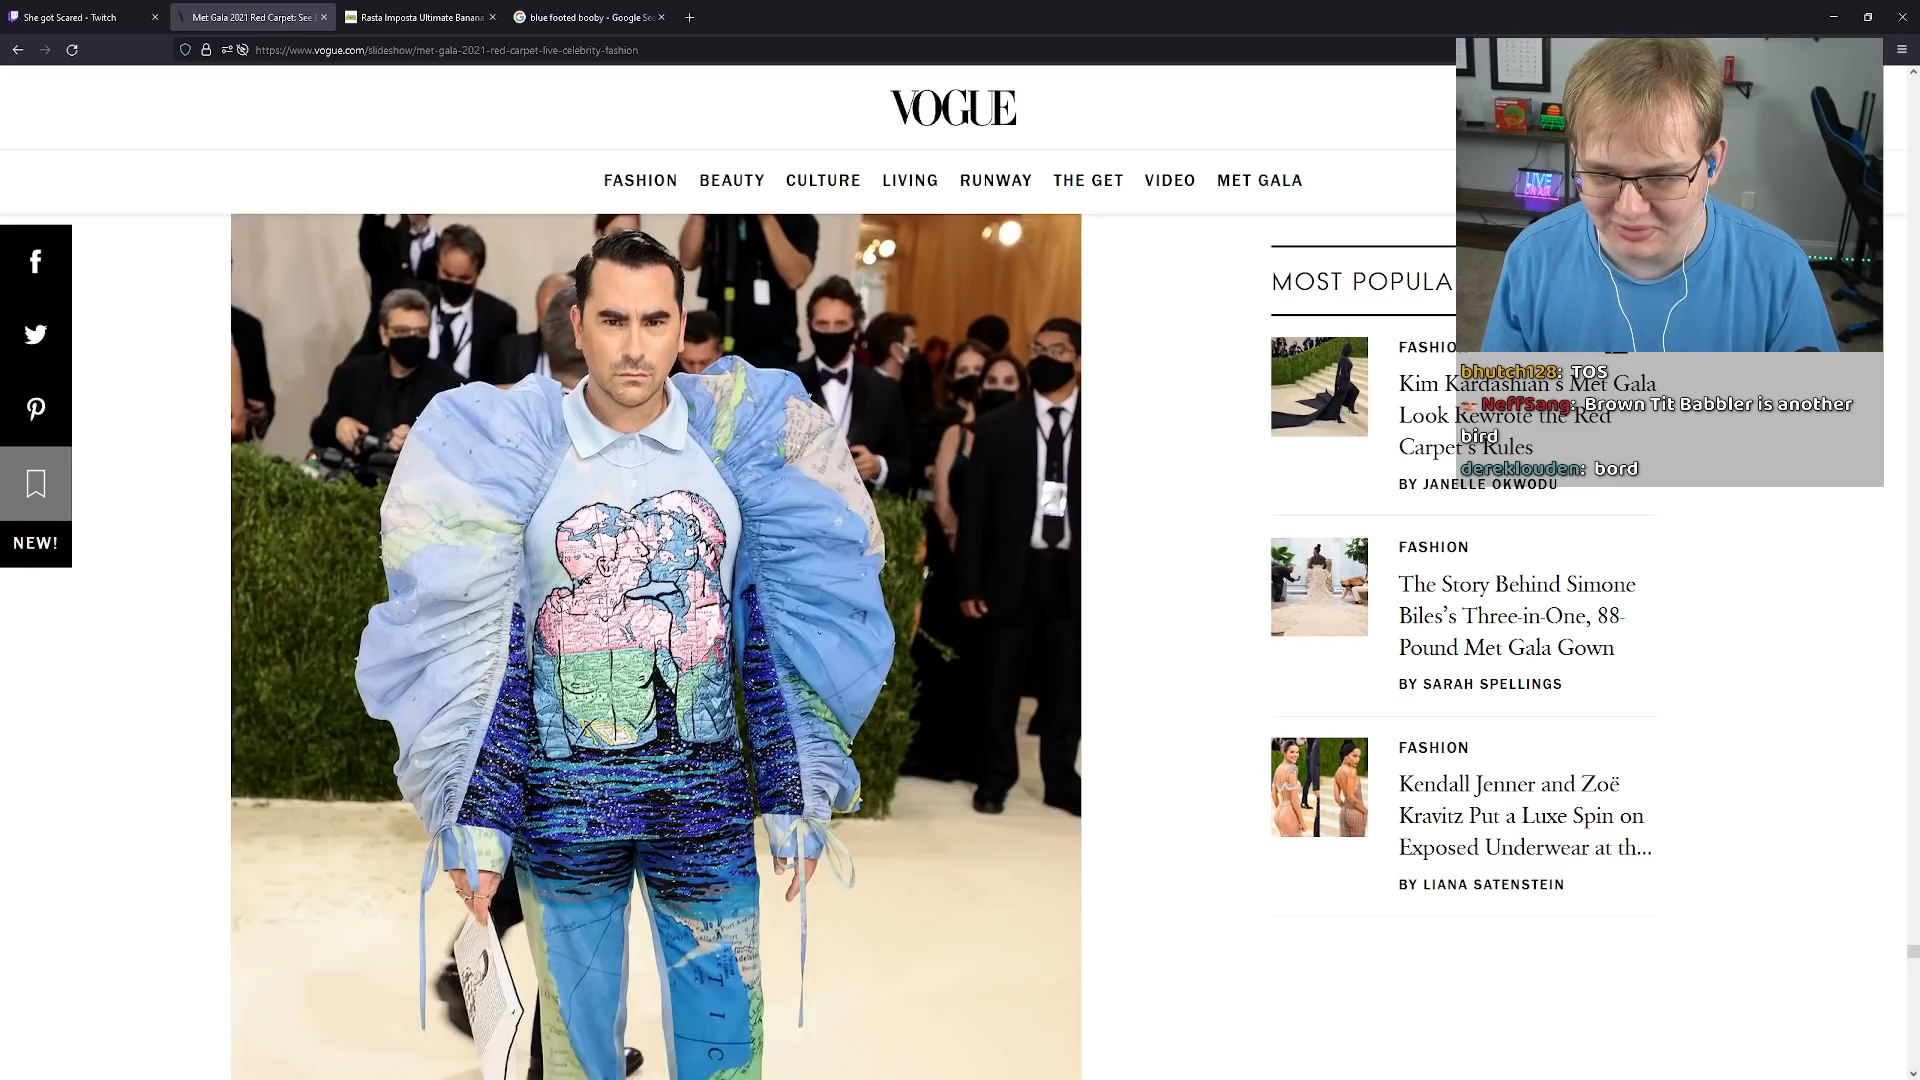 She got Scared - Twitch
Met Gala 2021 Red Carpet: See
Rasta Imposta Ultimate Banana
blue footed booby - Google Se
https://www.vogue.com/slideshow/met-gala-2021-red-carpet-live-celebrity-fashion
VOGUE
FASHION BEAUTY CULTURE LIVING RUNWAY THE GET VIDEO MET GALA
NEW!
MOST POPULA
FASHIO
Kim Kardashian's Met Gala
Look Rewrote the Red
Carpet's Rules
BY JANELLE OKWODU
FASHION
The Story Behind Simone
Biles's Three-in-One, 88-
Pound Met Gala Gown
BY SARAH SPELLINGS
FASHION
Kendall Jenner and Zoë
Kravitz Put a Luxe Spin on
Exposed Underwear at th...
BY LIANA SATENSTEIN
LIVE
ON AIR
bhutch128: TOS
NeffSang: Brown Tit Babbler is another
bird
dereklouden: bord